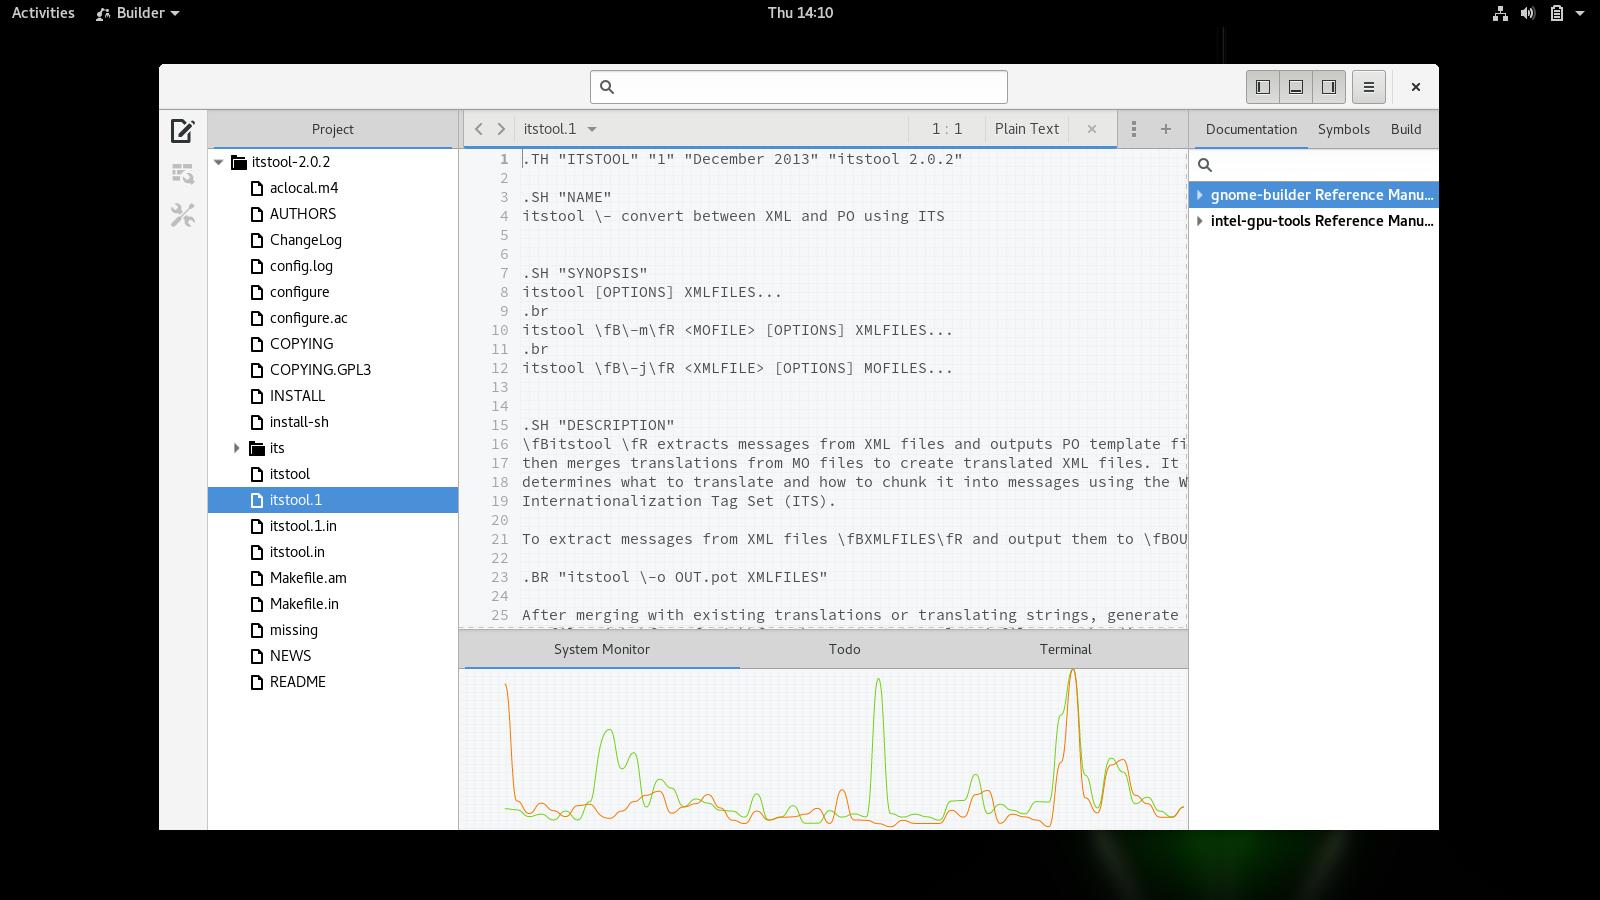 Activities Builder Thu 14:10
Project
itstool-2.0.2
aclocal.m4
AUTHORS
ChangeLog
config.log
configure
configure.ac
COPYING
COPYING.GPL3
INSTALL
install-sh
its
itstool
itstool.1
itstool.1.in
itstool.in
Makefile.am
Makefile.in
missing
NEWS
README
itstool.1 1 : 1 Plain Text
1 .TH "ITSTOOL" "1" "December 2013" "itstool 2.0.2"
2
3 .SH "NAME"
4 itstool \- convert between XML and PO using ITS
5
6
7 .SH "SYNOPSIS"
8 itstool [OPTIONS] XMLFILES...
9 .br
10 itstool \fB\-m\fR <MOFILE> [OPTIONS] XMLFILES...
11 .br
12 itstool \fB\-j\fR <XMLFILE> [OPTIONS] MOFILES...
13
14
15 .SH "DESCRIPTION"
16 \fBitstool \fR extracts messages from XML files and outputs PO template fi
17 then merges translations from MO files to create translated XML files. It
18 determines what to translate and how to chunk it into messages using the W
19 Internationalization Tag Set (ITS).
20
21 To extract messages from XML files \fBXMLFILES\fR and output them to \fBOU
22
23 .BR "itstool \-o OUT.pot XMLFILES"
24
25 After merging with existing translations or translating strings, generate
System Monitor Todo Terminal
Documentation Symbols Build
gnome-builder Reference Manu...
intel-gpu-tools Reference Manu...